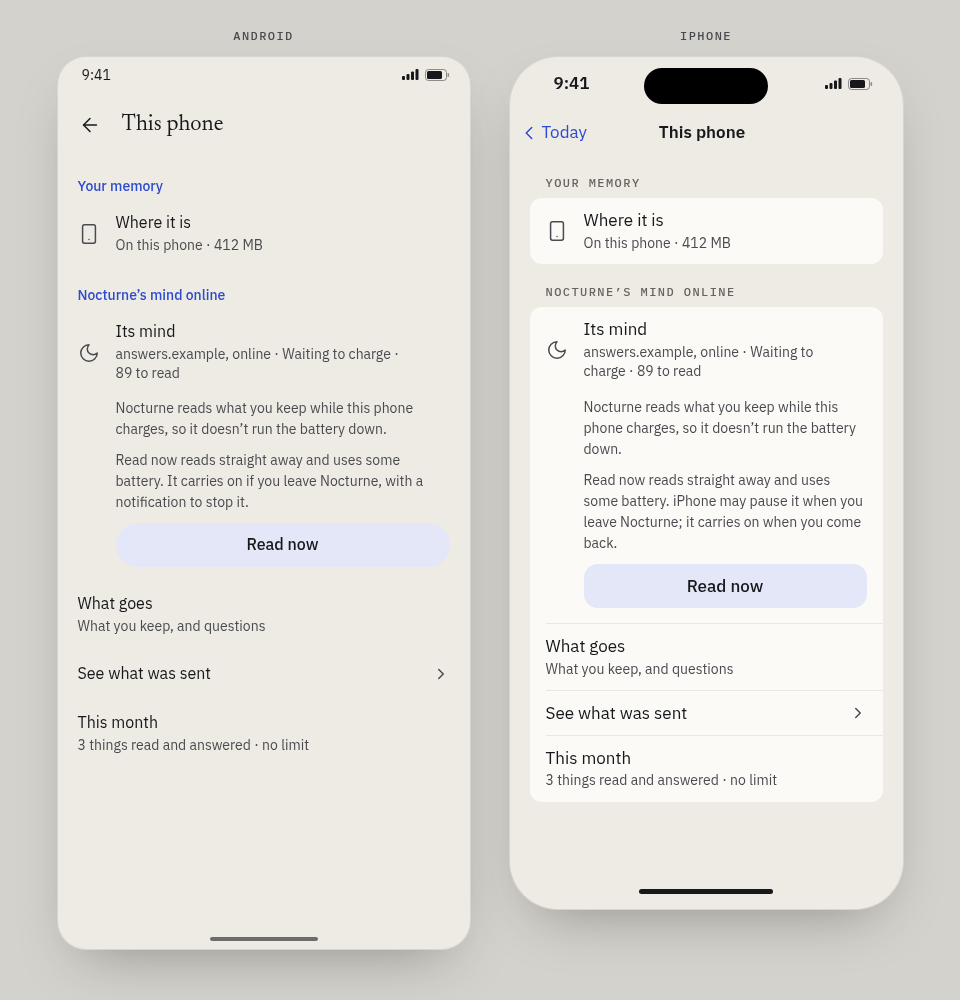 ANDROID
9:41
This phone
Your memory
Where it is
On this phone · 412 MB
Nocturne’s mind online
Its mind
answers.example, online · Waiting to charge ·
89 to read
Nocturne reads what you keep while this phone
charges, so it doesn’t run the battery down.
Read now reads straight away and uses some
battery. It carries on if you leave Nocturne, with a
notification to stop it.
Read now
What goes
What you keep, and questions
See what was sent
This month
3 things read and answered · no limit
IPHONE
9:41
Today
This phone
YOUR MEMORY
Where it is
On this phone · 412 MB
NOCTURNE’S MIND ONLINE
Its mind
answers.example, online · Waiting to
charge · 89 to read
Nocturne reads what you keep while this
phone charges, so it doesn’t run the battery
down.
Read now reads straight away and uses
some battery. iPhone may pause it when you
leave Nocturne; it carries on when you come
back.
Read now
What goes
What you keep, and questions
See what was sent
This month
3 things read and answered · no limit